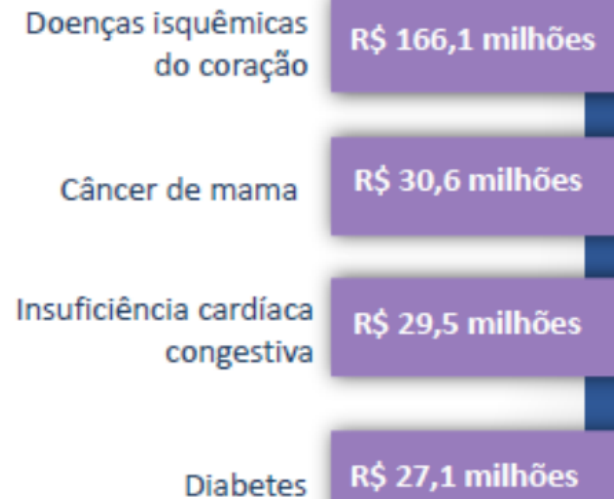 Doenças isquêmicas
do coração
R$ 166,1 milhões
Câncer de mama
R$ 30,6 milhões
Insuficiência cardíaca
congestiva
R$ 29,5 milhões
Diabetes
R$ 27,1 milhões